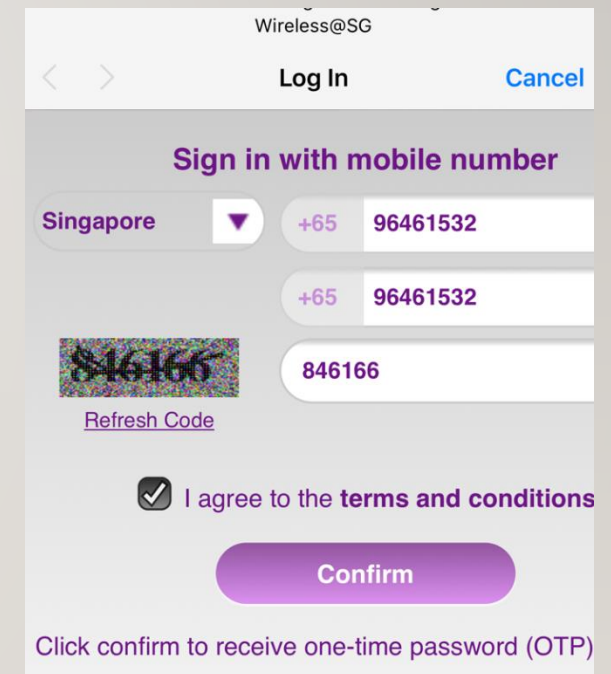 Wireless@SG
Log In Cancel
Sign in with mobile number
Singapore +65 96461532
+65 96461532
846166 846166
Refresh Code
I agree to the terms and conditions
Confirm
Click confirm to receive one-time password (OTP)